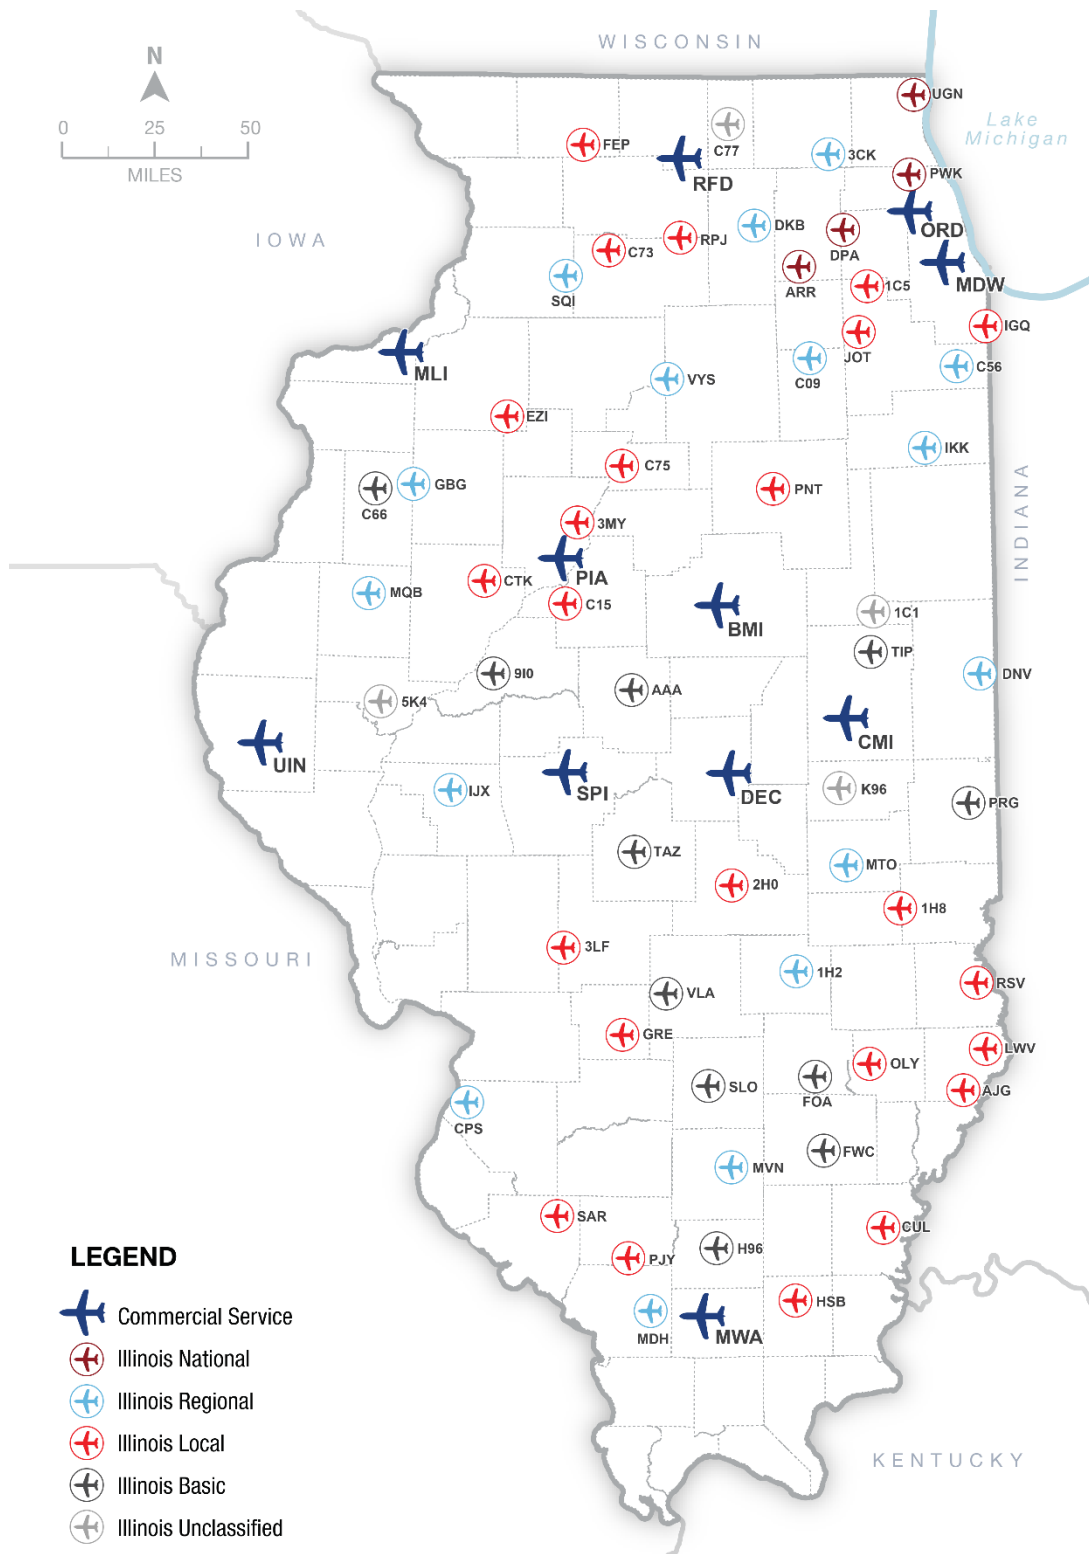 WISCONSIN
N
UGN
0 25 50
Lake
Michigan
FEP
C77
3CK
MILES
PWK
RFD
IOWA
DKB
ORD
RPJ
C73
DPA
MDW
SQI
ARR
1C5
IGQ
JOT
MLI
C56
C09
VYS
EZI
IKK
C75
INDIANA
GBG
PNT
C66
3MY
PIA
CTK
MQB
C15
BMI
1C1
TIP
9I0
DNV
AAA
5K4
CMI
UIN
SPI
DEC
IJX
K96
PRG
TAZ
MTO
2H0
1H8
3LF
MISSOURI
1H2
RSV
VLA
GRE
LWV
OLY
SLO
AJG
FOA
CPS
FWC
MVN
SAR
CUL
H96
LEGEND
PJY
HSB
Commercial Service
MDH
MWA
Illinois National
Illinois Regional
Illinois Local
KENTUCKY
Illinois Basic
Illinois Unclassified